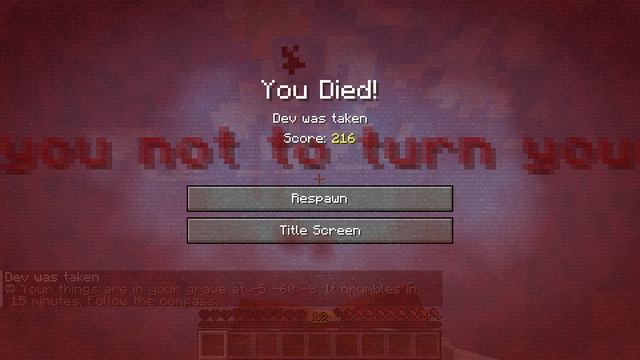 You Died!
Dev was taken
Score: 216
you not to turn you
Respawn
Title Screen
Dev was taken
Your things are in your grave at -5 -60 -8. It crumbles in
15 minutes. Follow the compass.